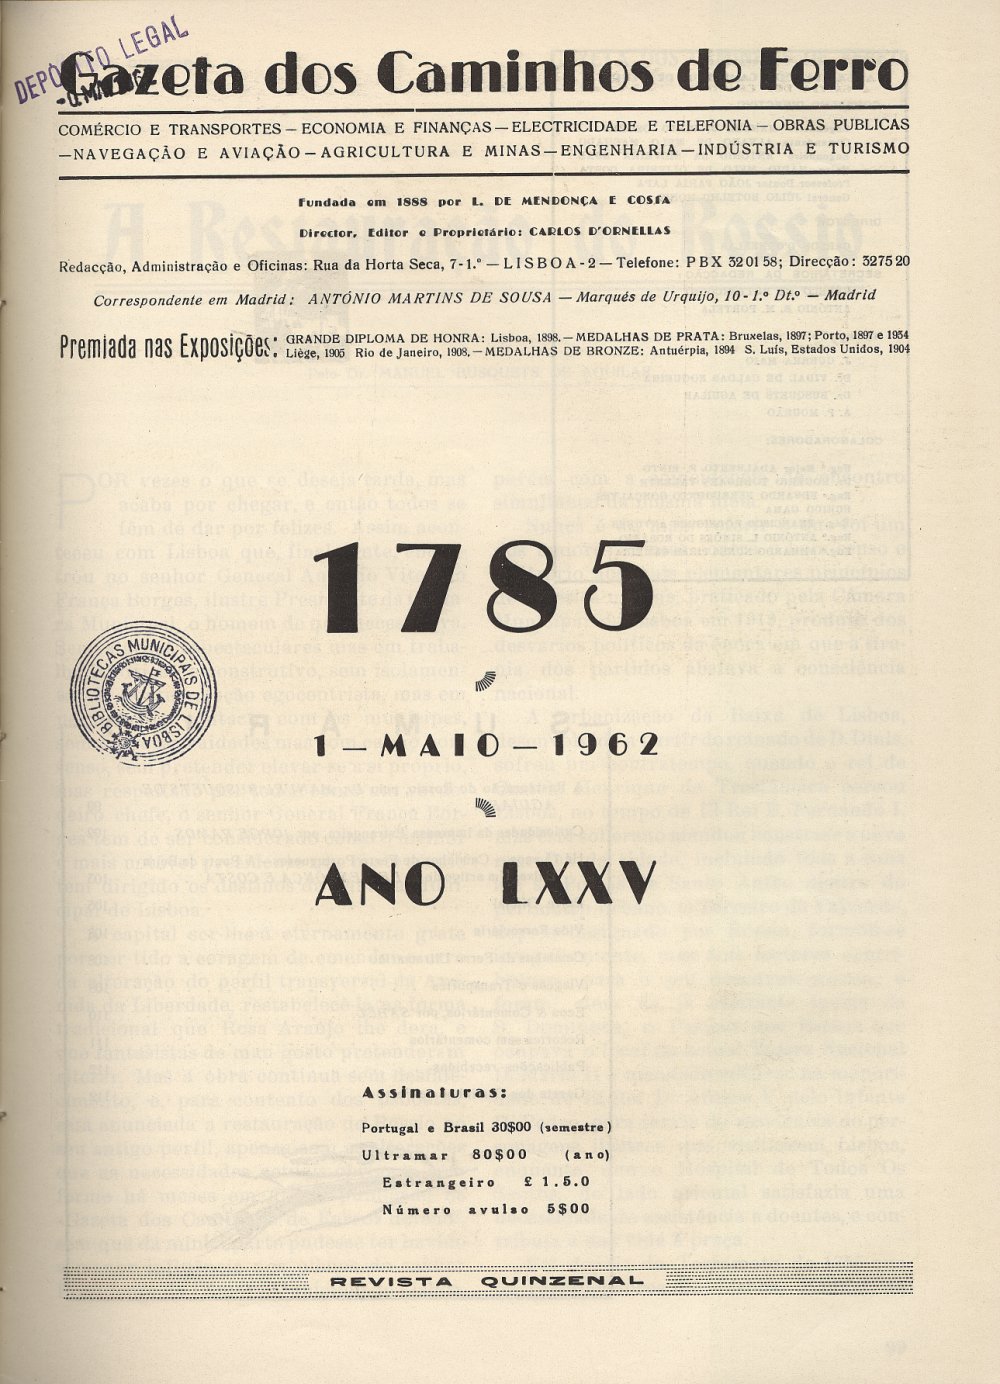 DEPÓSITO LEGAL
Gazeta dos Caminhos de Ferro
COMÉRCIO E TRANSPORTES — ECONOMIA E FINANÇAS — ELECTRICIDADE E TELEFONIA — OBRAS PUBLICAS
—NAVEGAÇÃO E AVIAÇÃO — AGRICULTURA E MINAS — ENGENHARIA — INDÚSTRIA E TURISMO
Fundada em 1888 por L. DE MENDONÇA E COSTA
Director, Editor e Proprietário: CARLOS D'ORNELLAS
Redacção, Administração e Oficinas: Rua da Horta Seca, 7-1.º — LISBOA-2 — Telefone: PBX 320158; Direcção: 327520
Correspondente em Madrid: ANTÓNIO MARTINS DE SOUSA — Marqués de Urquijo, 10-1.º Dt.º — Madrid
Premiada nas Exposições: GRANDE DIPLOMA DE HONRA: Lisboa, 1898. — MEDALHAS DE PRATA: Bruxelas, 1897; Porto, 1897 e 1934
Liège, 1905 Rio de Janeiro, 1908. — MEDALHAS DE BRONZE: Antuérpia, 1894 S. Luís, Estados Unidos, 1904
1785
BIBLIOTECAS MUNICIPAIS DE LISBOA
1 — MAIO — 1962
ANO LXXV
Assinaturas:
Portugal e Brasil 30$00 (semestre)
Ultramar 80$00 (ano)
Estrangeiro £ 1.5.0
Número avulso 5$00
REVISTA QUINZENAL